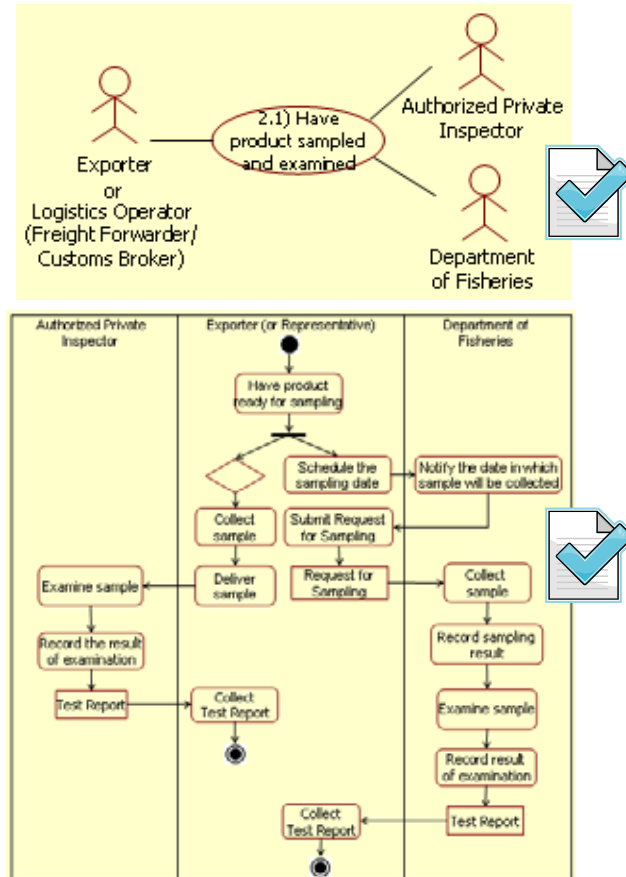 2.1) Have
product sampled
and examined
Exporter
or
Logistics Operator
(Freight Forwarder/
Customs Broker)
Authorized Private
Inspector
Department
of Fisheries
Authorized Private
Inspector
Exporter (or Representative)
Department of
Fisheries
Have product
ready for sampling
Schedule the
sampling date
Notify the date in which
sample will be collected
Collect
sample
Submit Request
for Sampling
Examine sample
Deliver
sample
Request for
Sampling
Collect
sample
Record the result
of examination
Record sampling
result
Test Report
Collect
Test Report
Examine sample
Record result
of examination
Collect
Test Report
Test Report